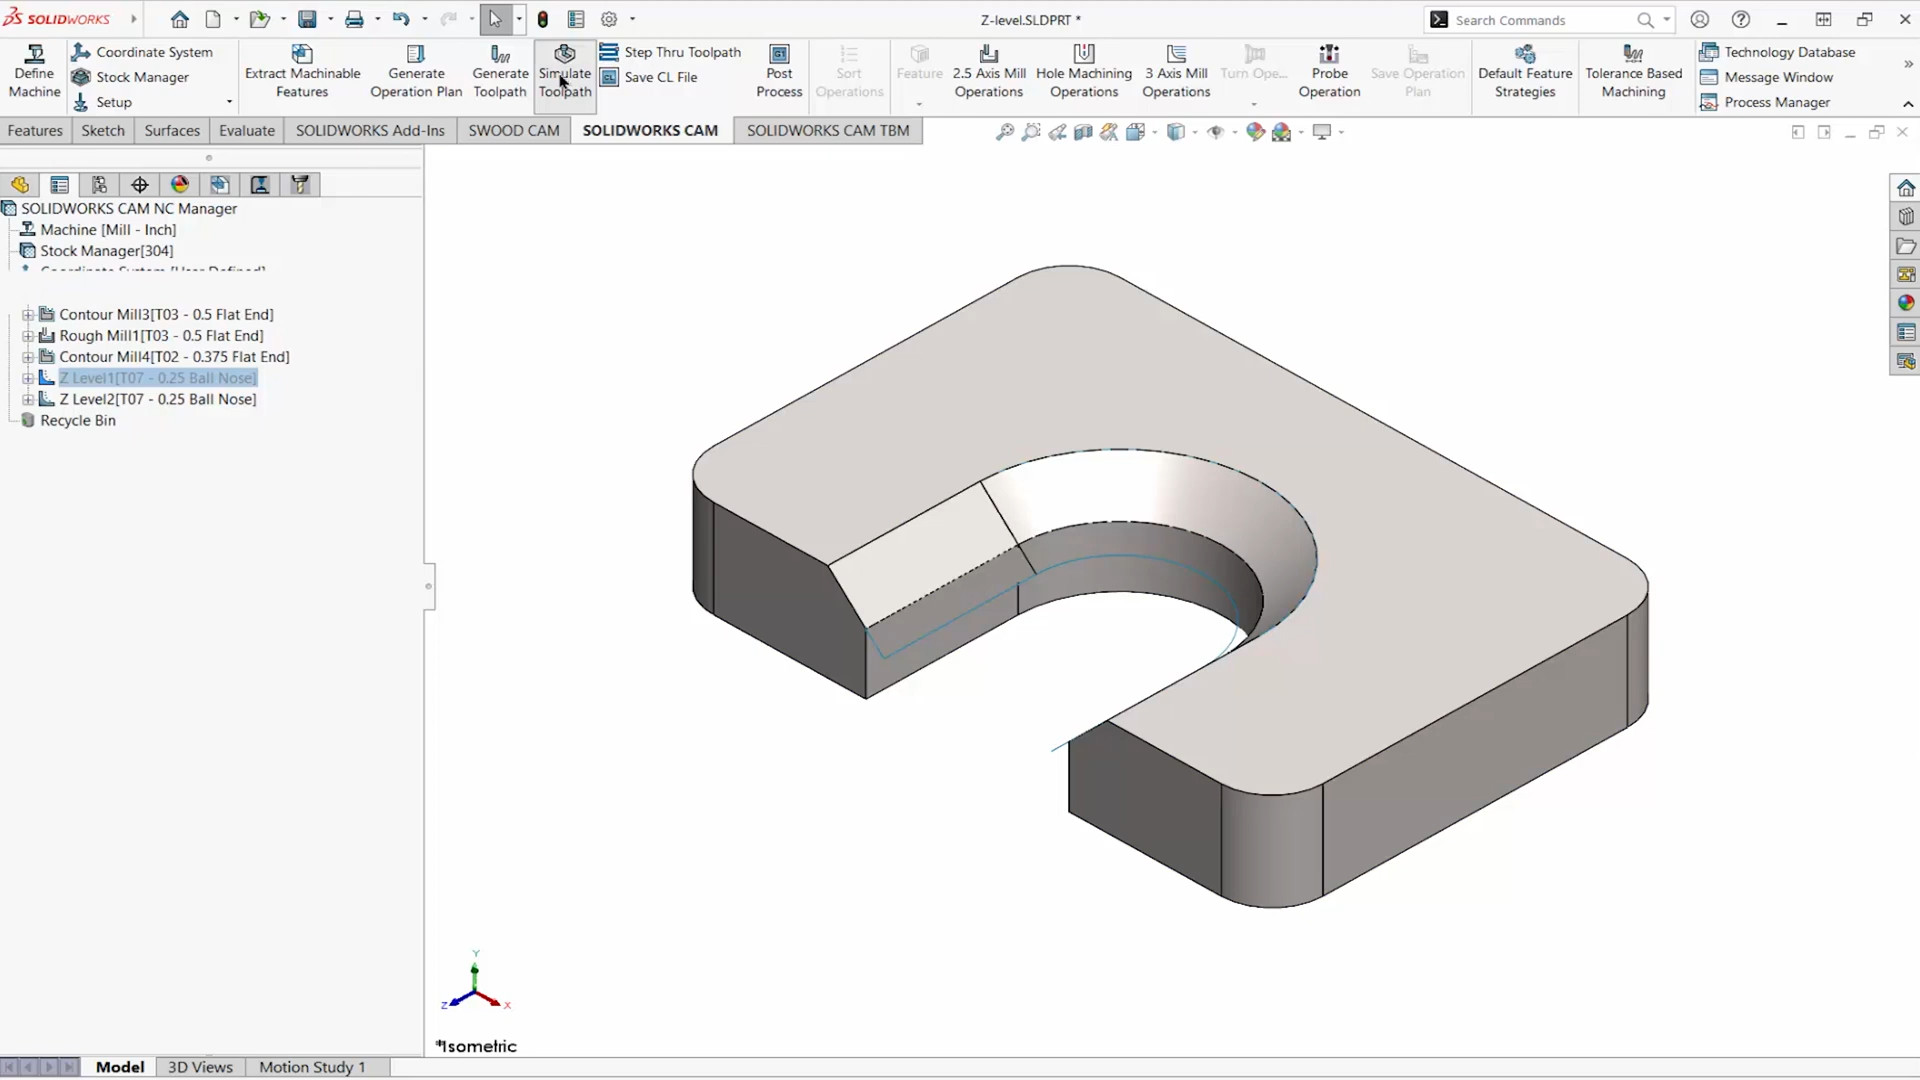 SOLIDWORKS
Z-level.SLDPRT *
Search Commands
Define Machine
Coordinate System
Stock Manager
Setup
Extract Machinable Features
Generate Operation Plan
Generate Toolpath
Simulate Toolpath
Step Thru Toolpath
Save CL File
Post Process
Sort Operations
Feature
2.5 Axis Mill Operations
Hole Machining Operations
3 Axis Mill Operations
Turn Ope...
Probe Operation
Save Operation Plan
Default Feature Strategies
Tolerance Based Machining
Technology Database
Message Window
Process Manager
Features
Sketch
Surfaces
Evaluate
SOLIDWORKS Add-Ins
SWOOD CAM
SOLIDWORKS CAM
SOLIDWORKS CAM TBM
SOLIDWORKS CAM NC Manager
Machine [Mill - Inch]
Stock Manager[304]
Coordinate System [User Defined]
Contour Mill3[T03 - 0.5 Flat End]
Rough Mill1[T03 - 0.5 Flat End]
Contour Mill4[T02 - 0.375 Flat End]
Z Level1[T07 - 0.25 Ball Nose]
Z Level2[T07 - 0.25 Ball Nose]
Recycle Bin
Y
Z
X
*Isometric
Model
3D Views
Motion Study 1